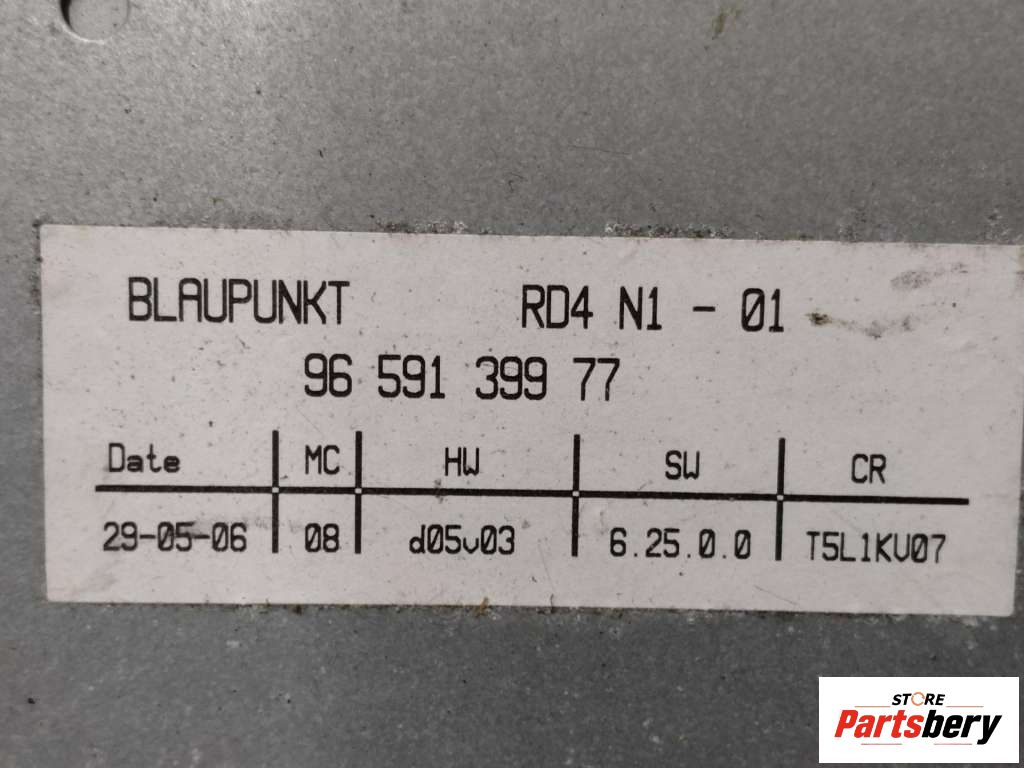 BLAUPUNKT RD4 N1 - 01
96 591 399 77
Date MC HW SW CR
29-05-06 08 d05v03 6.25.0.0 T5L1KV07
STORE
Partsbery